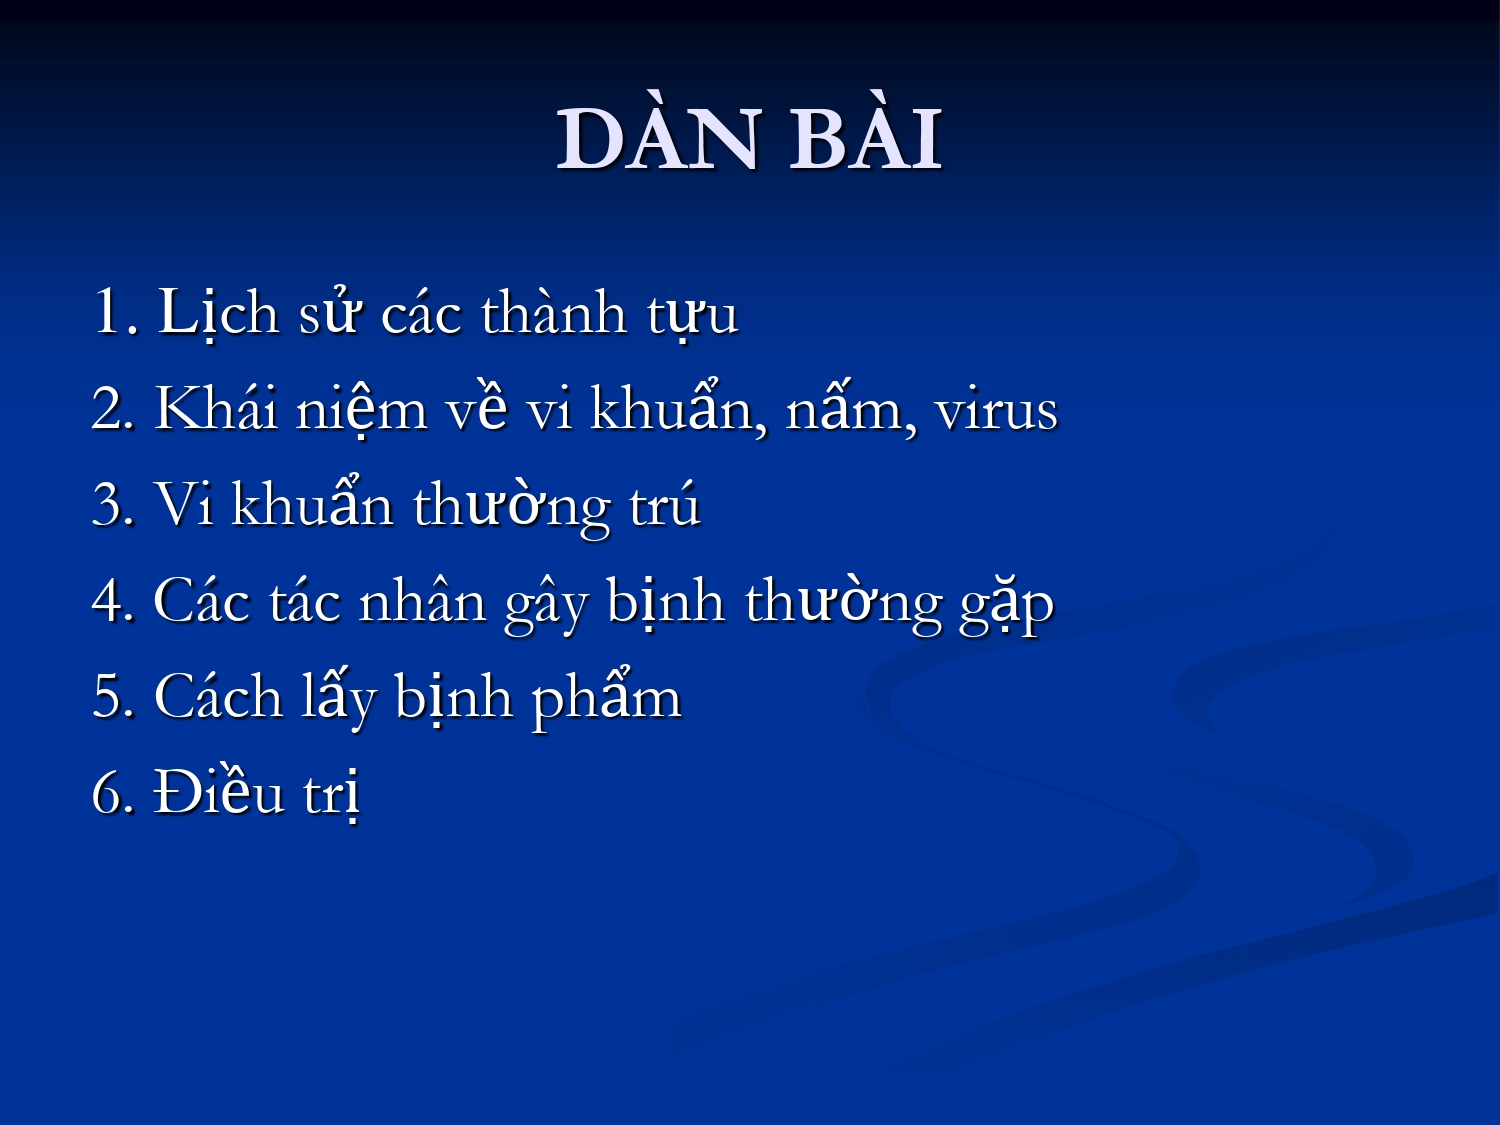 DÀN BÀI
1. Lịch sử các thành tựu
2. Khái niệm về vi khuẩn, nấm, virus
3. Vi khuẩn thường trú
4. Các tác nhân gây bịnh thường gặp
5. Cách lấy bịnh phẩm
6. Điều trị